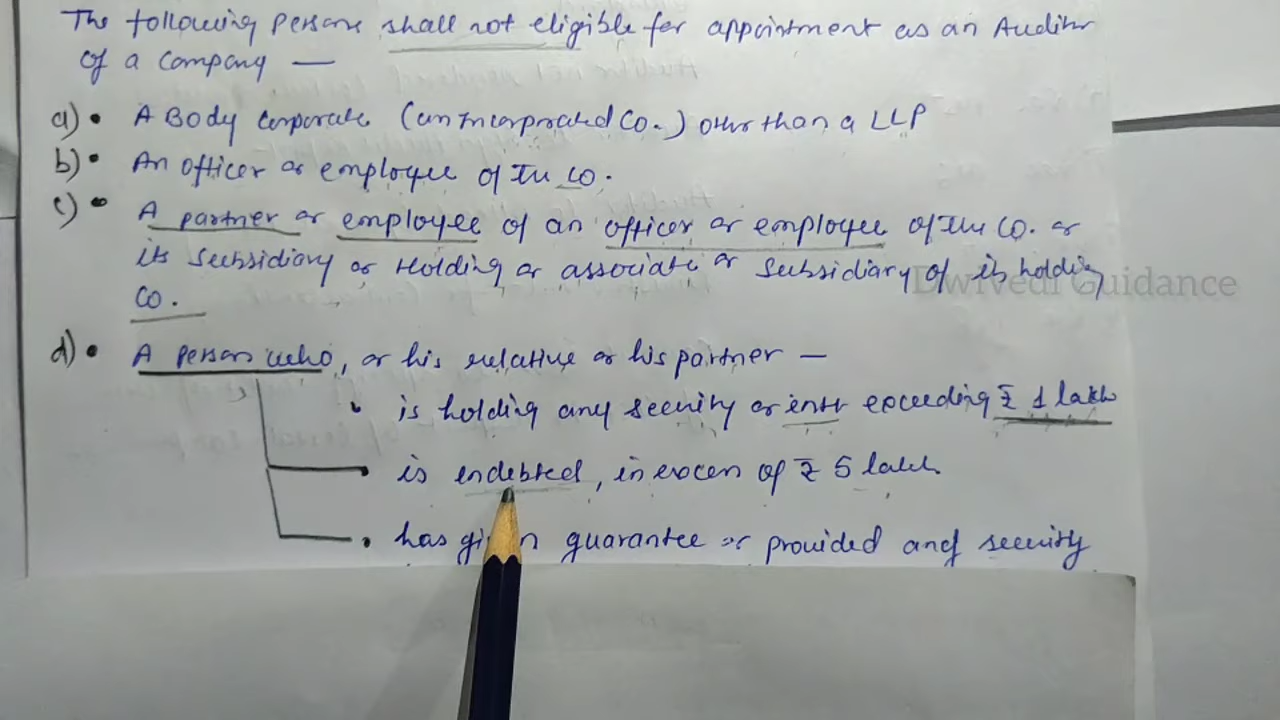 The following persons shall not eligible for appointment as an Auditor
of a company —
a) • A Body Corporate (an Incorporated Co.) other than a LLP
b) • An officer or employee of the co.
c) • A partner or employee of an officer or employee of the co. or
its subsidiary or Holding or associate or subsidiary of its holding
co.
Dwivedi Guidance
d) • A person who, or his relative or his partner —
• is holding any security or exceeding ₹ 1 lakh
• is endebted, in excess of ₹ 5 lakh
• has given guarantee or provided any security